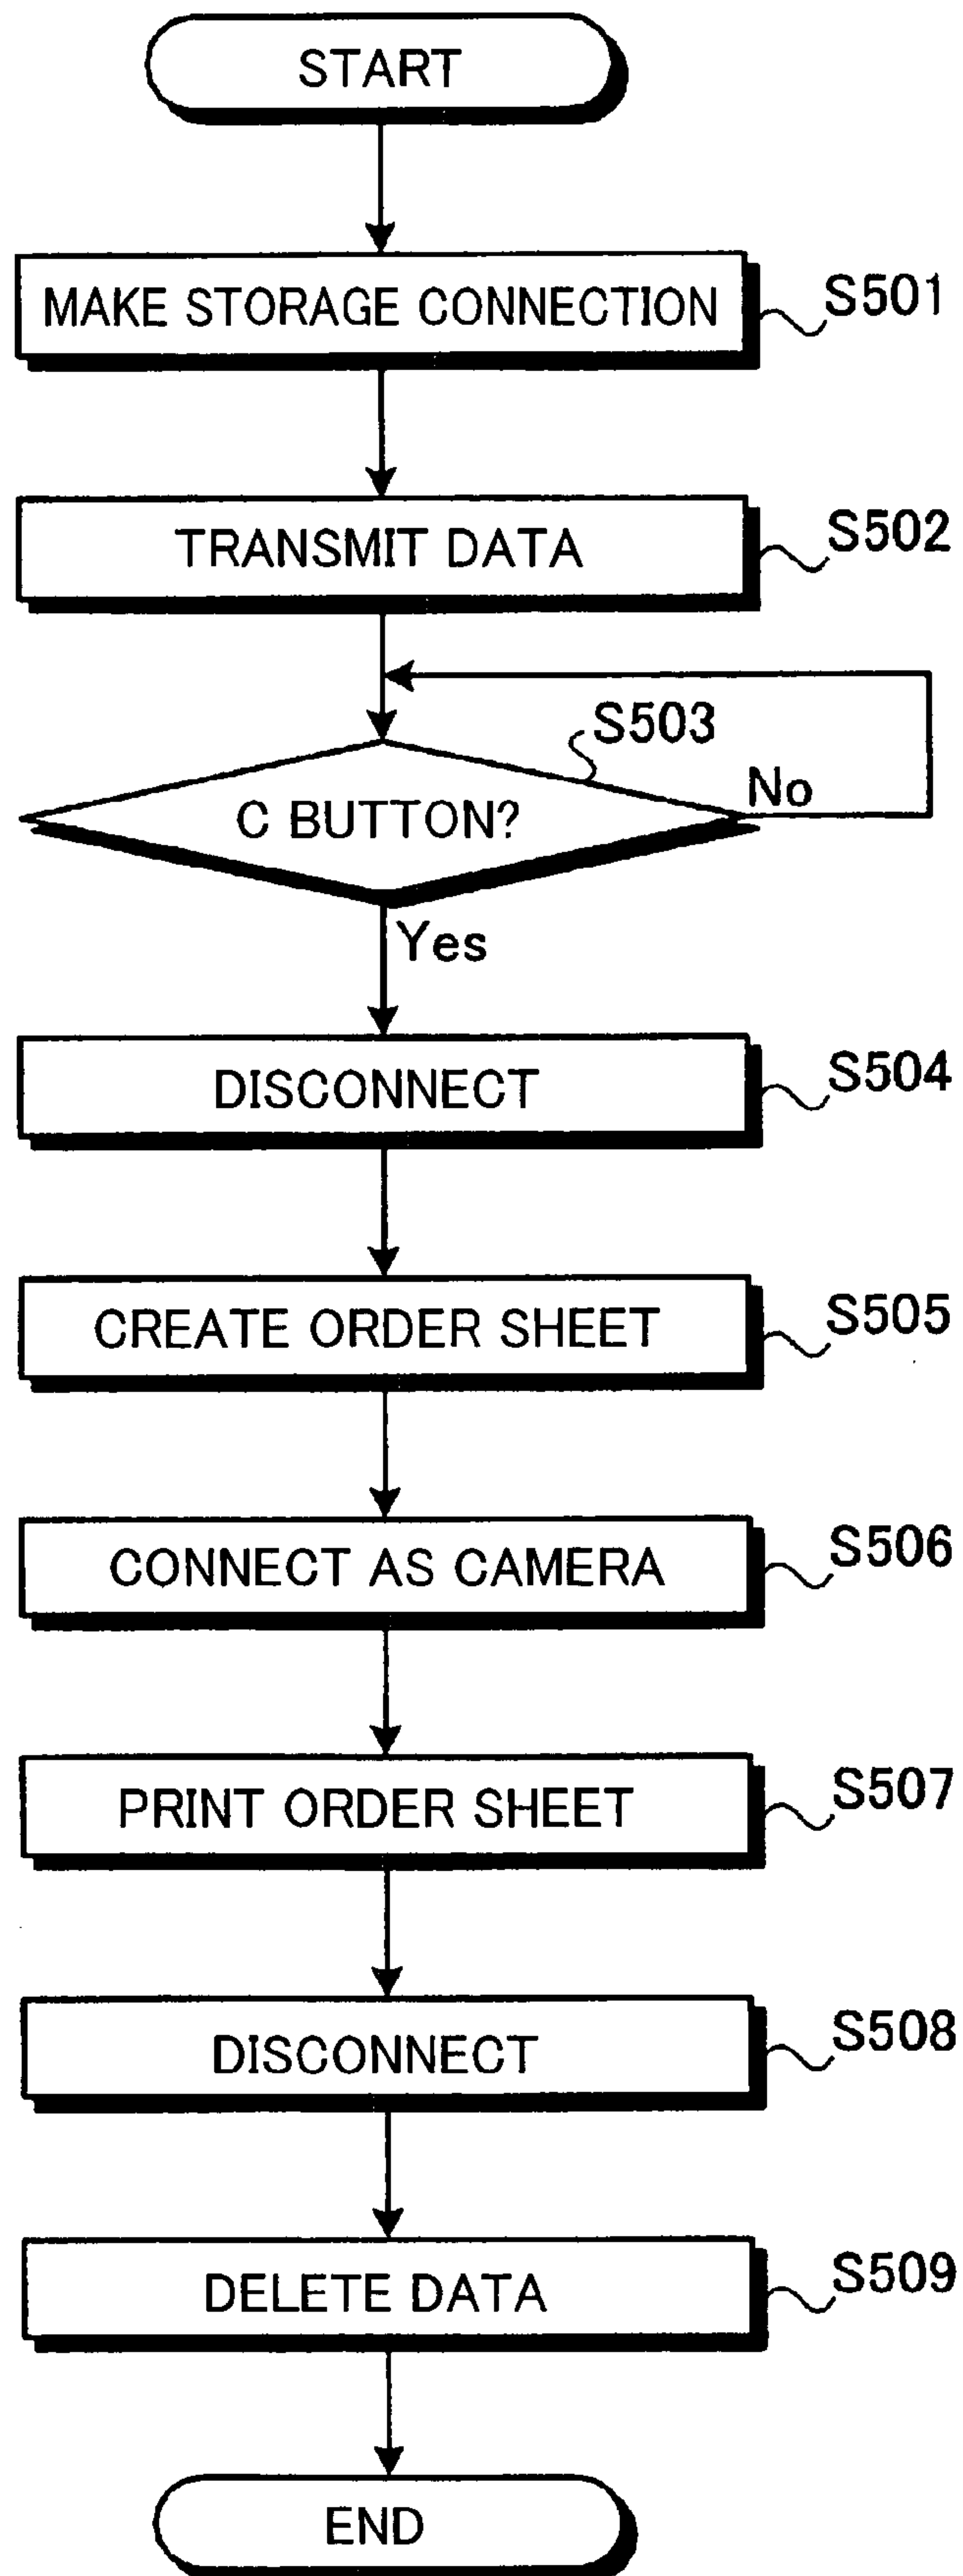 START
MAKE STORAGE CONNECTION
S501
TRANSMIT DATA
S502
S503
C BUTTON?
No
Yes
DISCONNECT
S504
CREATE ORDER SHEET
S505
CONNECT AS CAMERA
S506
PRINT ORDER SHEET
S507
DISCONNECT
S508
DELETE DATA
S509
END